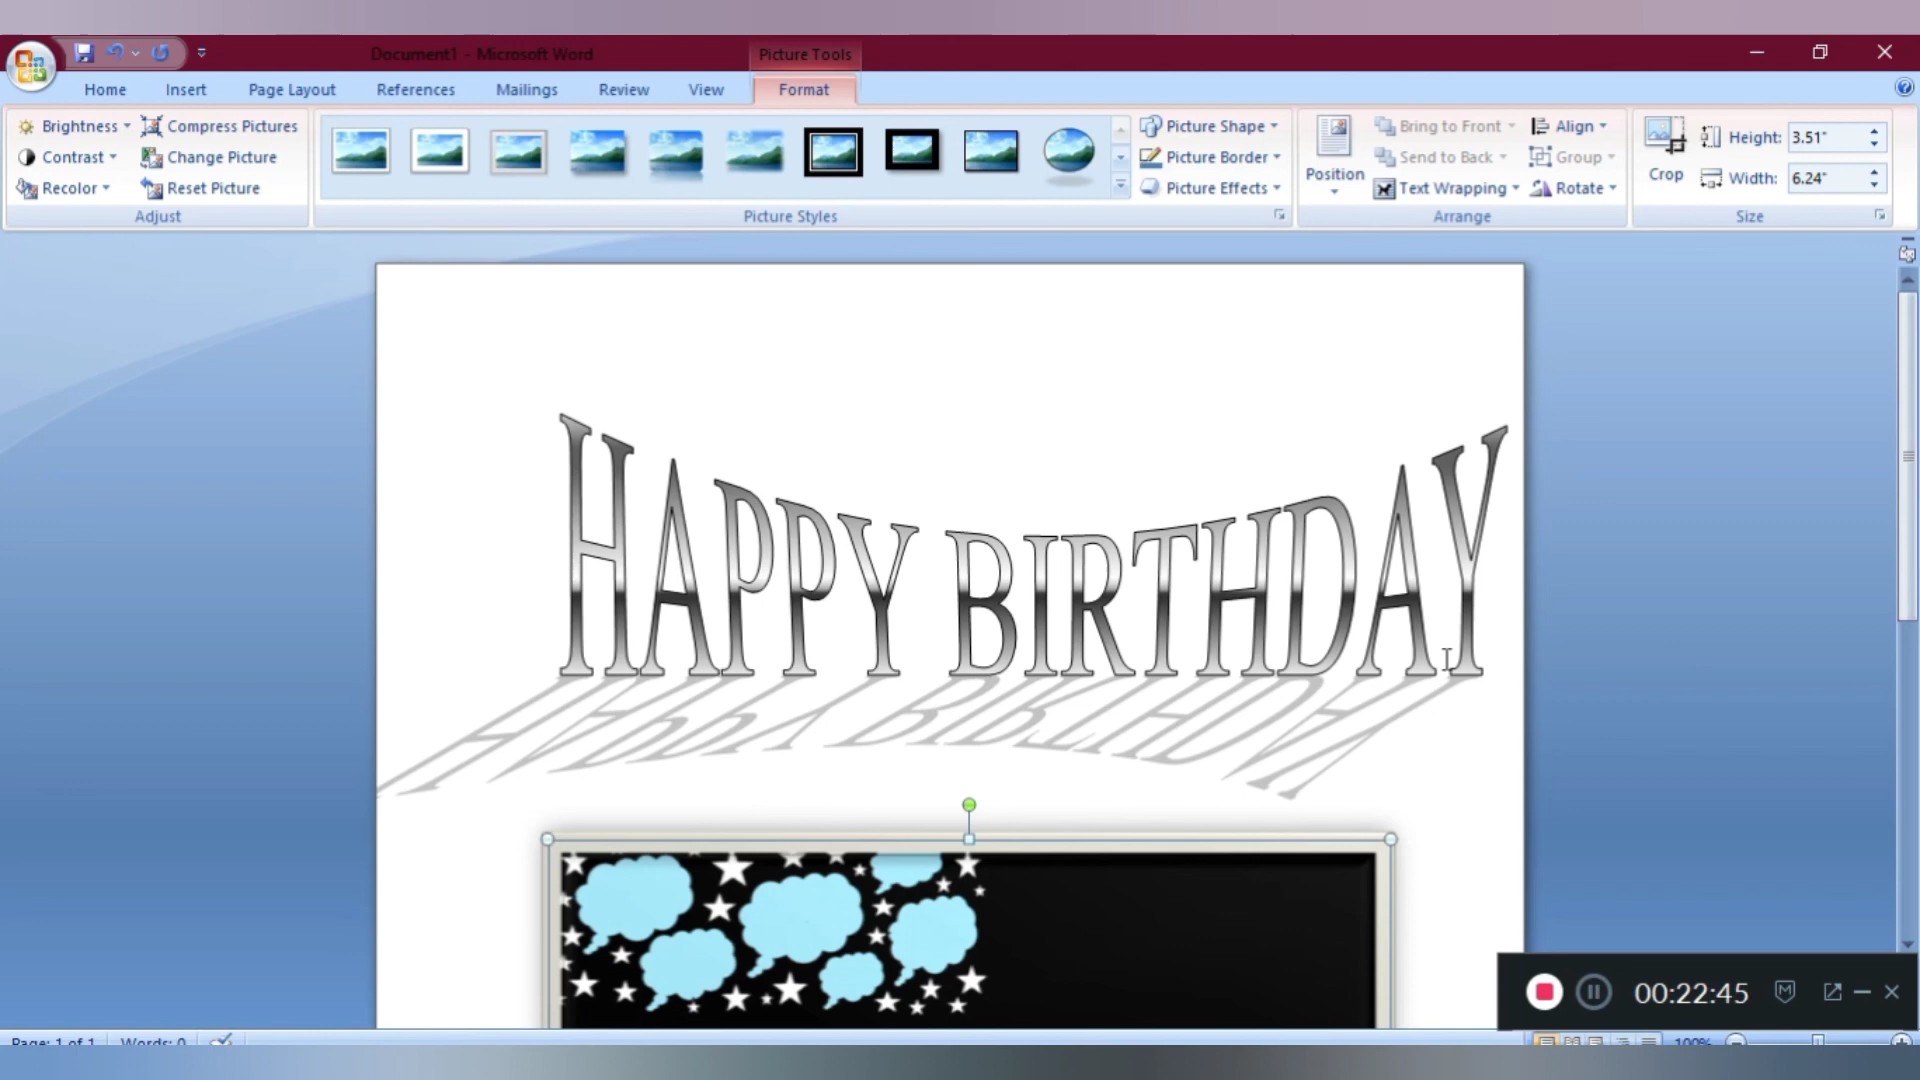 Document1 - Microsoft Word
Picture Tools
Home Insert Page Layout References Mailings Review View Format
Brightness Compress Pictures Picture Shape Bring to Front Align Height: 3.51"
Contrast Change Picture Picture Border Position Send to Back Group Crop Width: 6.24"
Recolor Reset Picture Picture Effects Text Wrapping Rotate
Adjust Picture Styles Arrange Size
HAPPY BIRTHDAY
00:22:45
Page: 1 of 1 Words: 0 100%